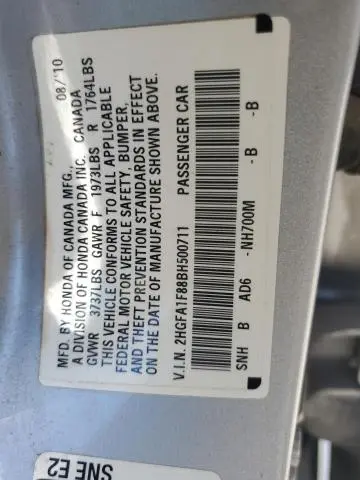 MFD. BY HONDA OF CANADA MFG., 08/'10
A DIVISION OF HONDA CANADA INC., CANADA
GVWR 3737LBS GAWR F 1973LBS R 1764LBS
THIS VEHICLE CONFORMS TO ALL APPLICABLE
FEDERAL MOTOR VEHICLE SAFETY, BUMPER,
AND THEFT PREVENTION STANDARDS IN EFFECT
ON THE DATE OF MANUFACTURE SHOWN ABOVE.
V.I.N. 2HGFA1F88BH500711 PASSENGER CAR
SNH B AD6 -NH700M -B -B
SNE E2